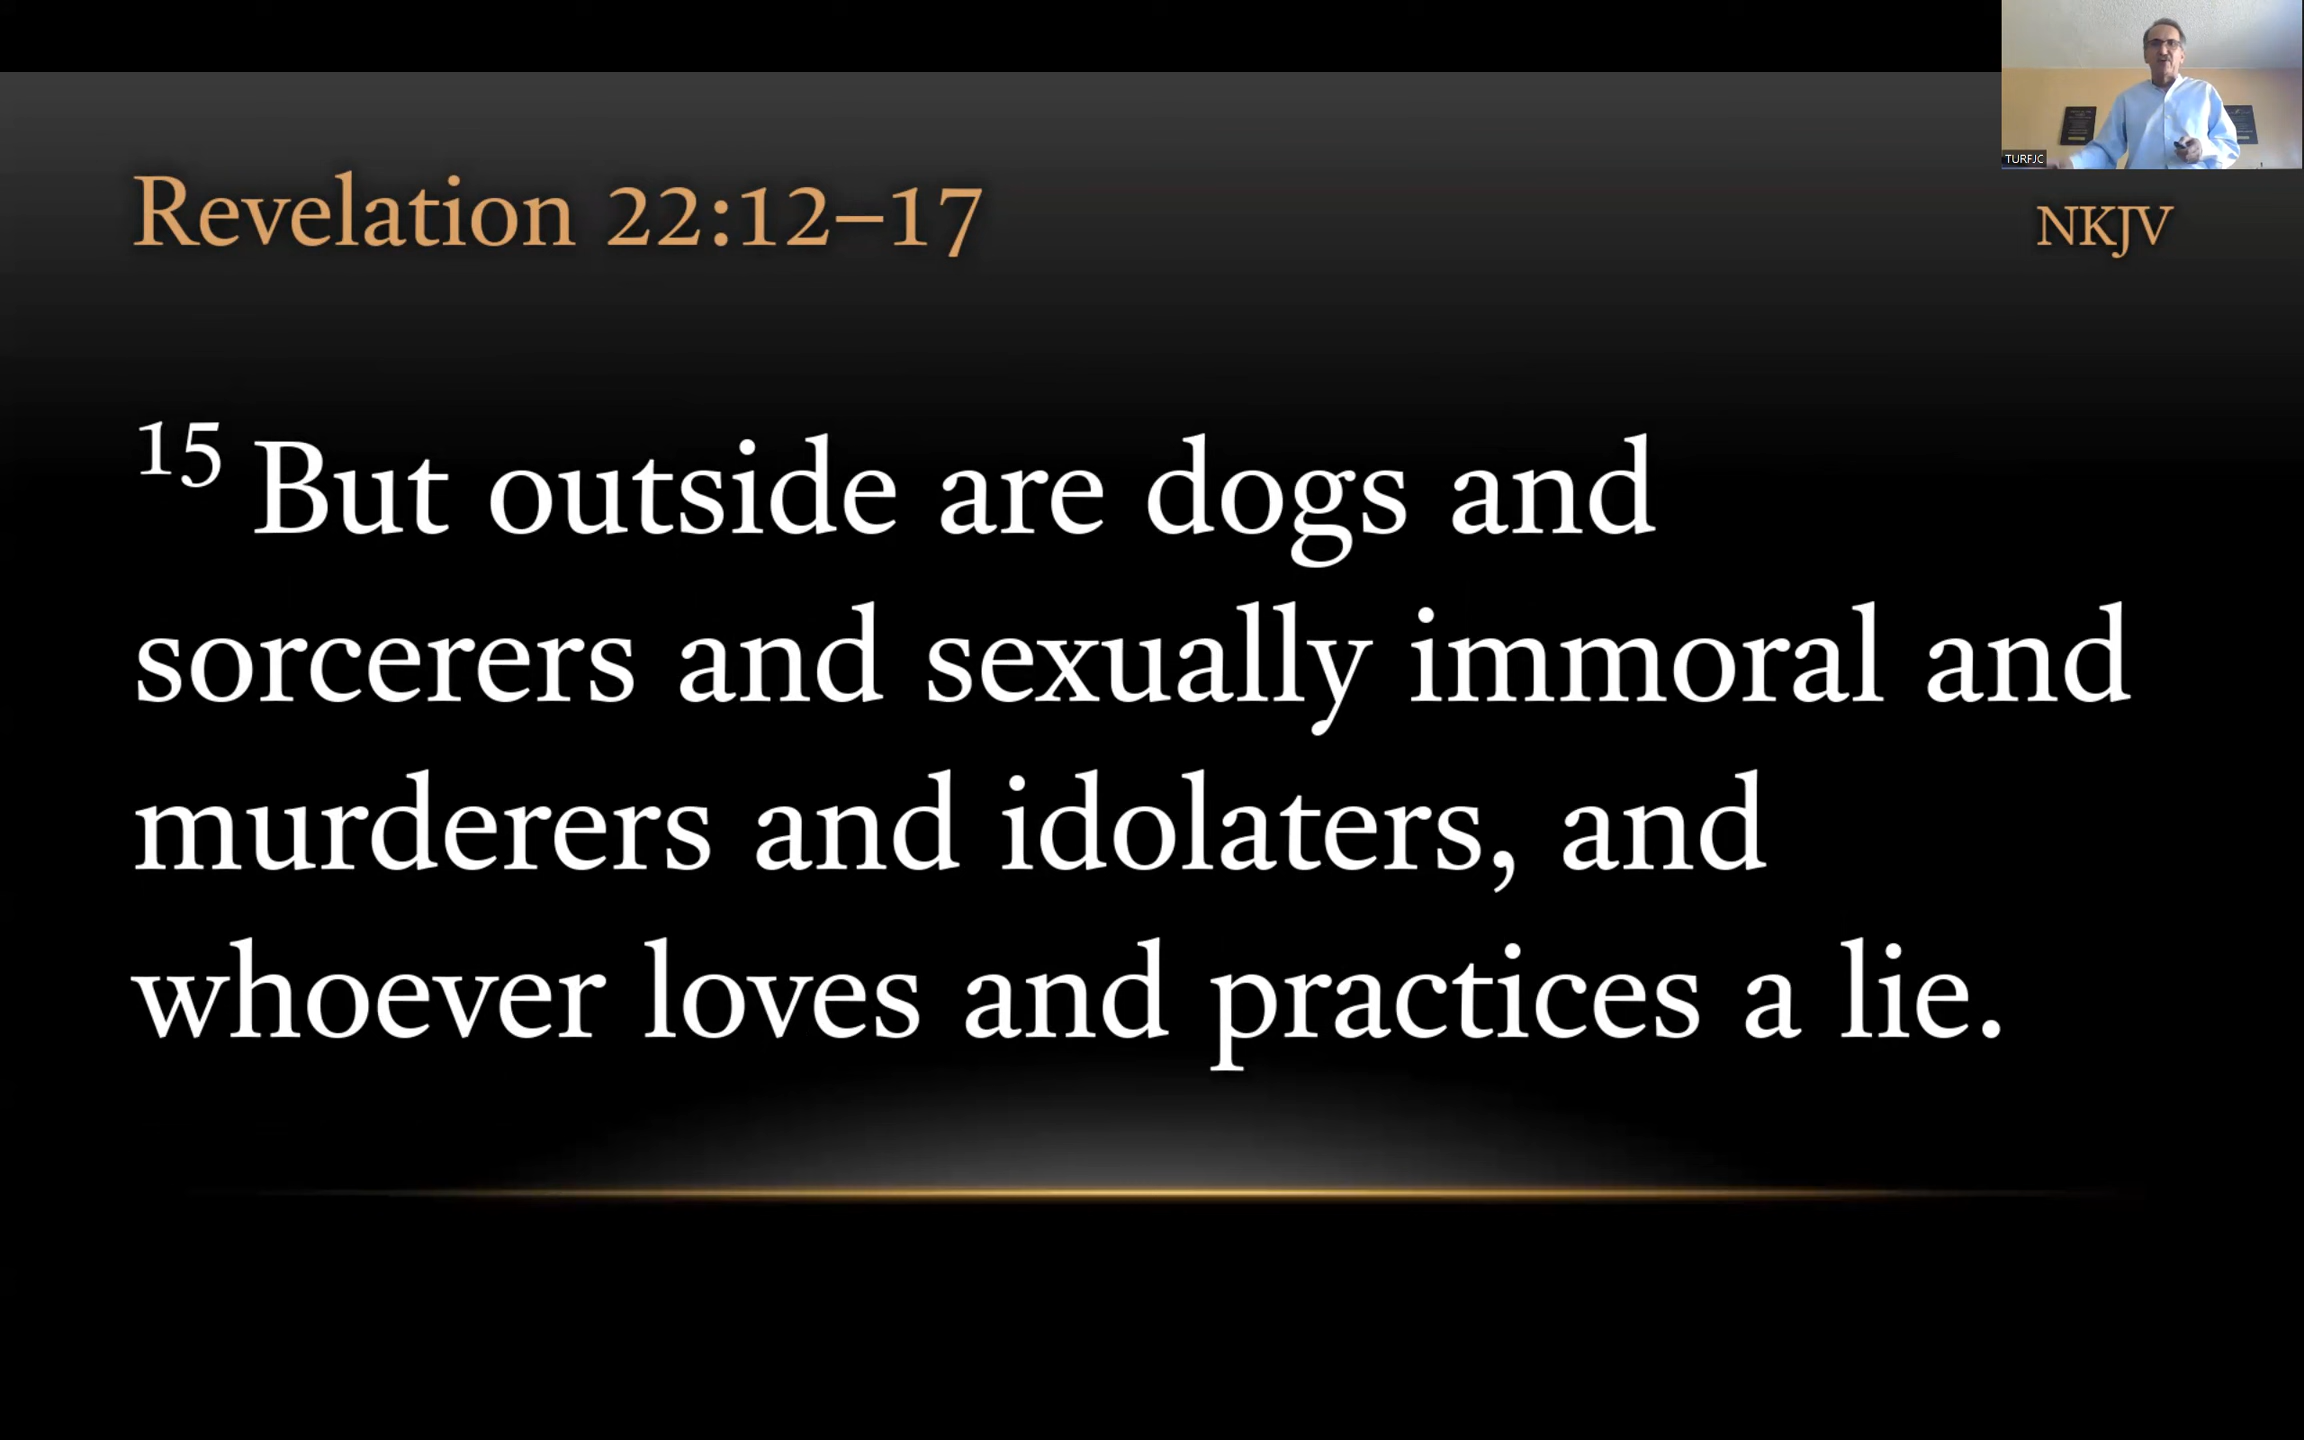 TURFJC
Revelation 22:12–17
NKJV
15 But outside are dogs and
sorcerers and sexually immoral and
murderers and idolaters, and
whoever loves and practices a lie.